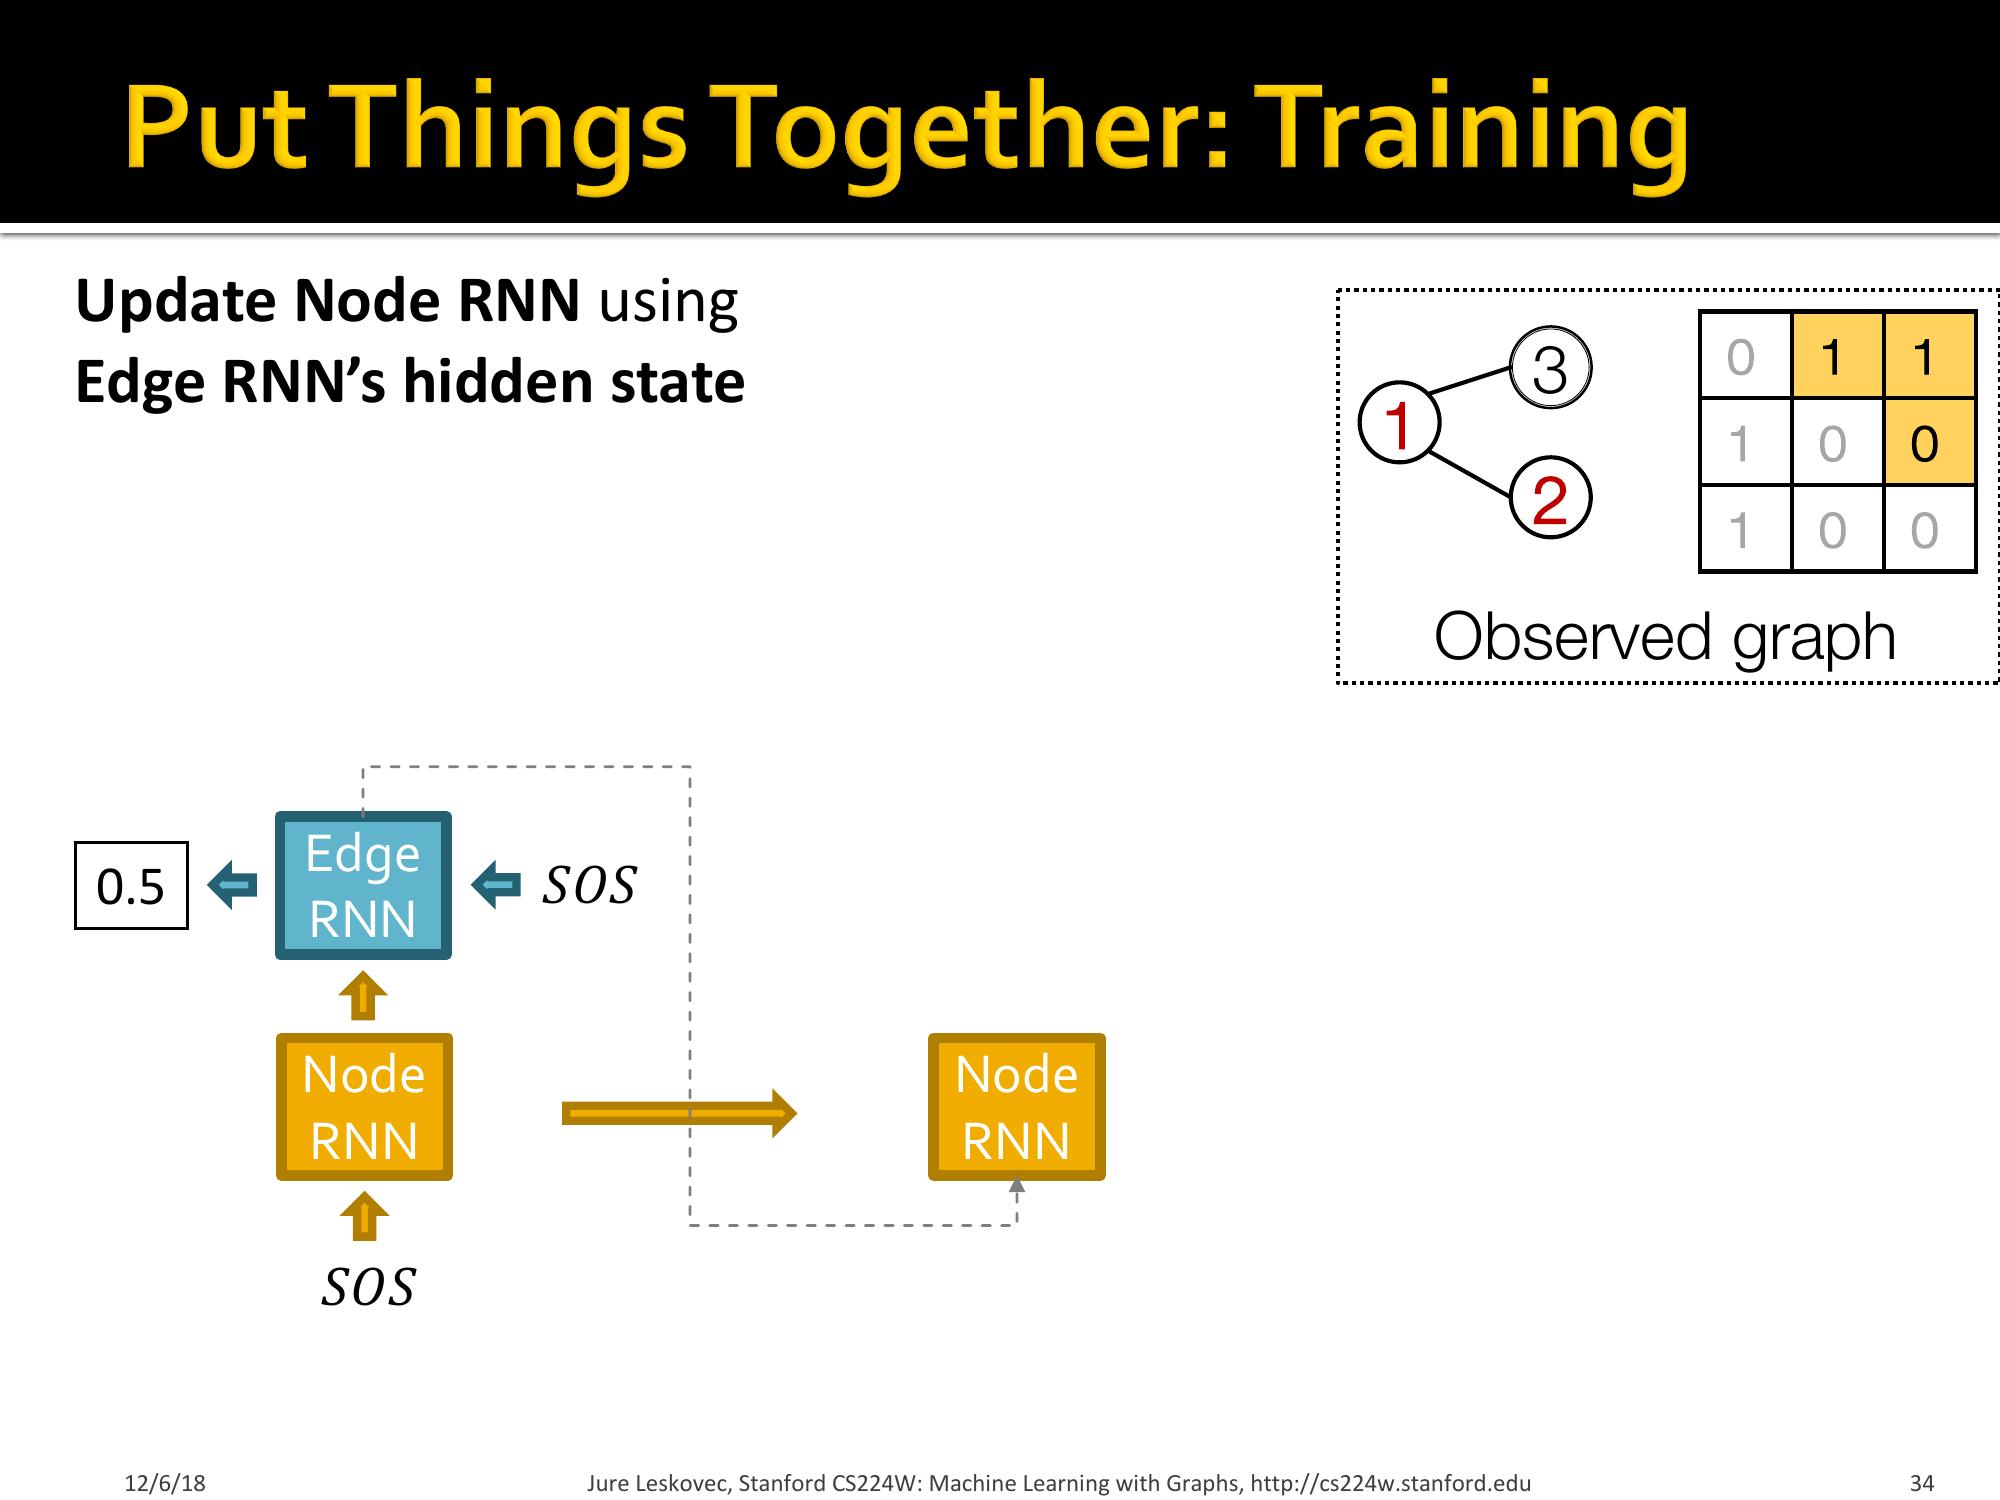 Put Things Together: Training
Update Node RNN using
Edge RNN’s hidden state
3
1
2
0 1 1
1 0 0
1 0 0
Observed graph
0.5
Edge
RNN
SOS
Node
RNN
Node
RNN
SOS
12/6/18
Jure Leskovec, Stanford CS224W: Machine Learning with Graphs, http://cs224w.stanford.edu
34